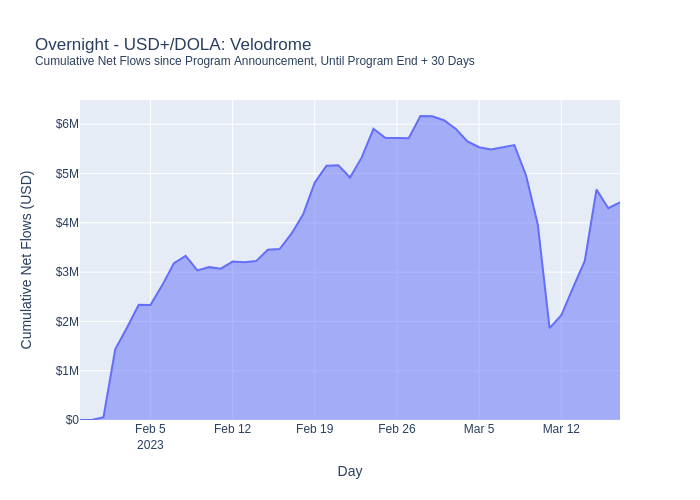 Overnight - USD+/DOLA: Velodrome
Cumulative Net Flows since Program Announcement, Until Program End + 30 Days
Cumulative Net Flows (USD)
$6M
$5M
$4M
$3M
$2M
$1M
$0
Feb 5
2023
Feb 12
Feb 19
Feb 26
Mar 5
Mar 12
Day